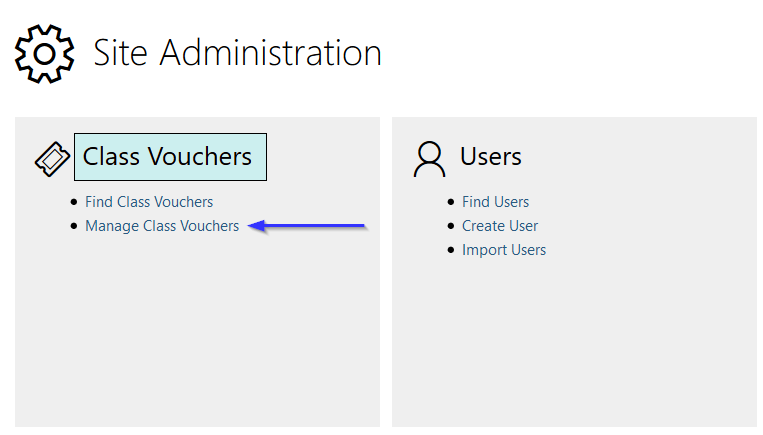 Site Administration
Class Vouchers
Find Class Vouchers
Manage Class Vouchers
Users
Find Users
Create User
Import Users